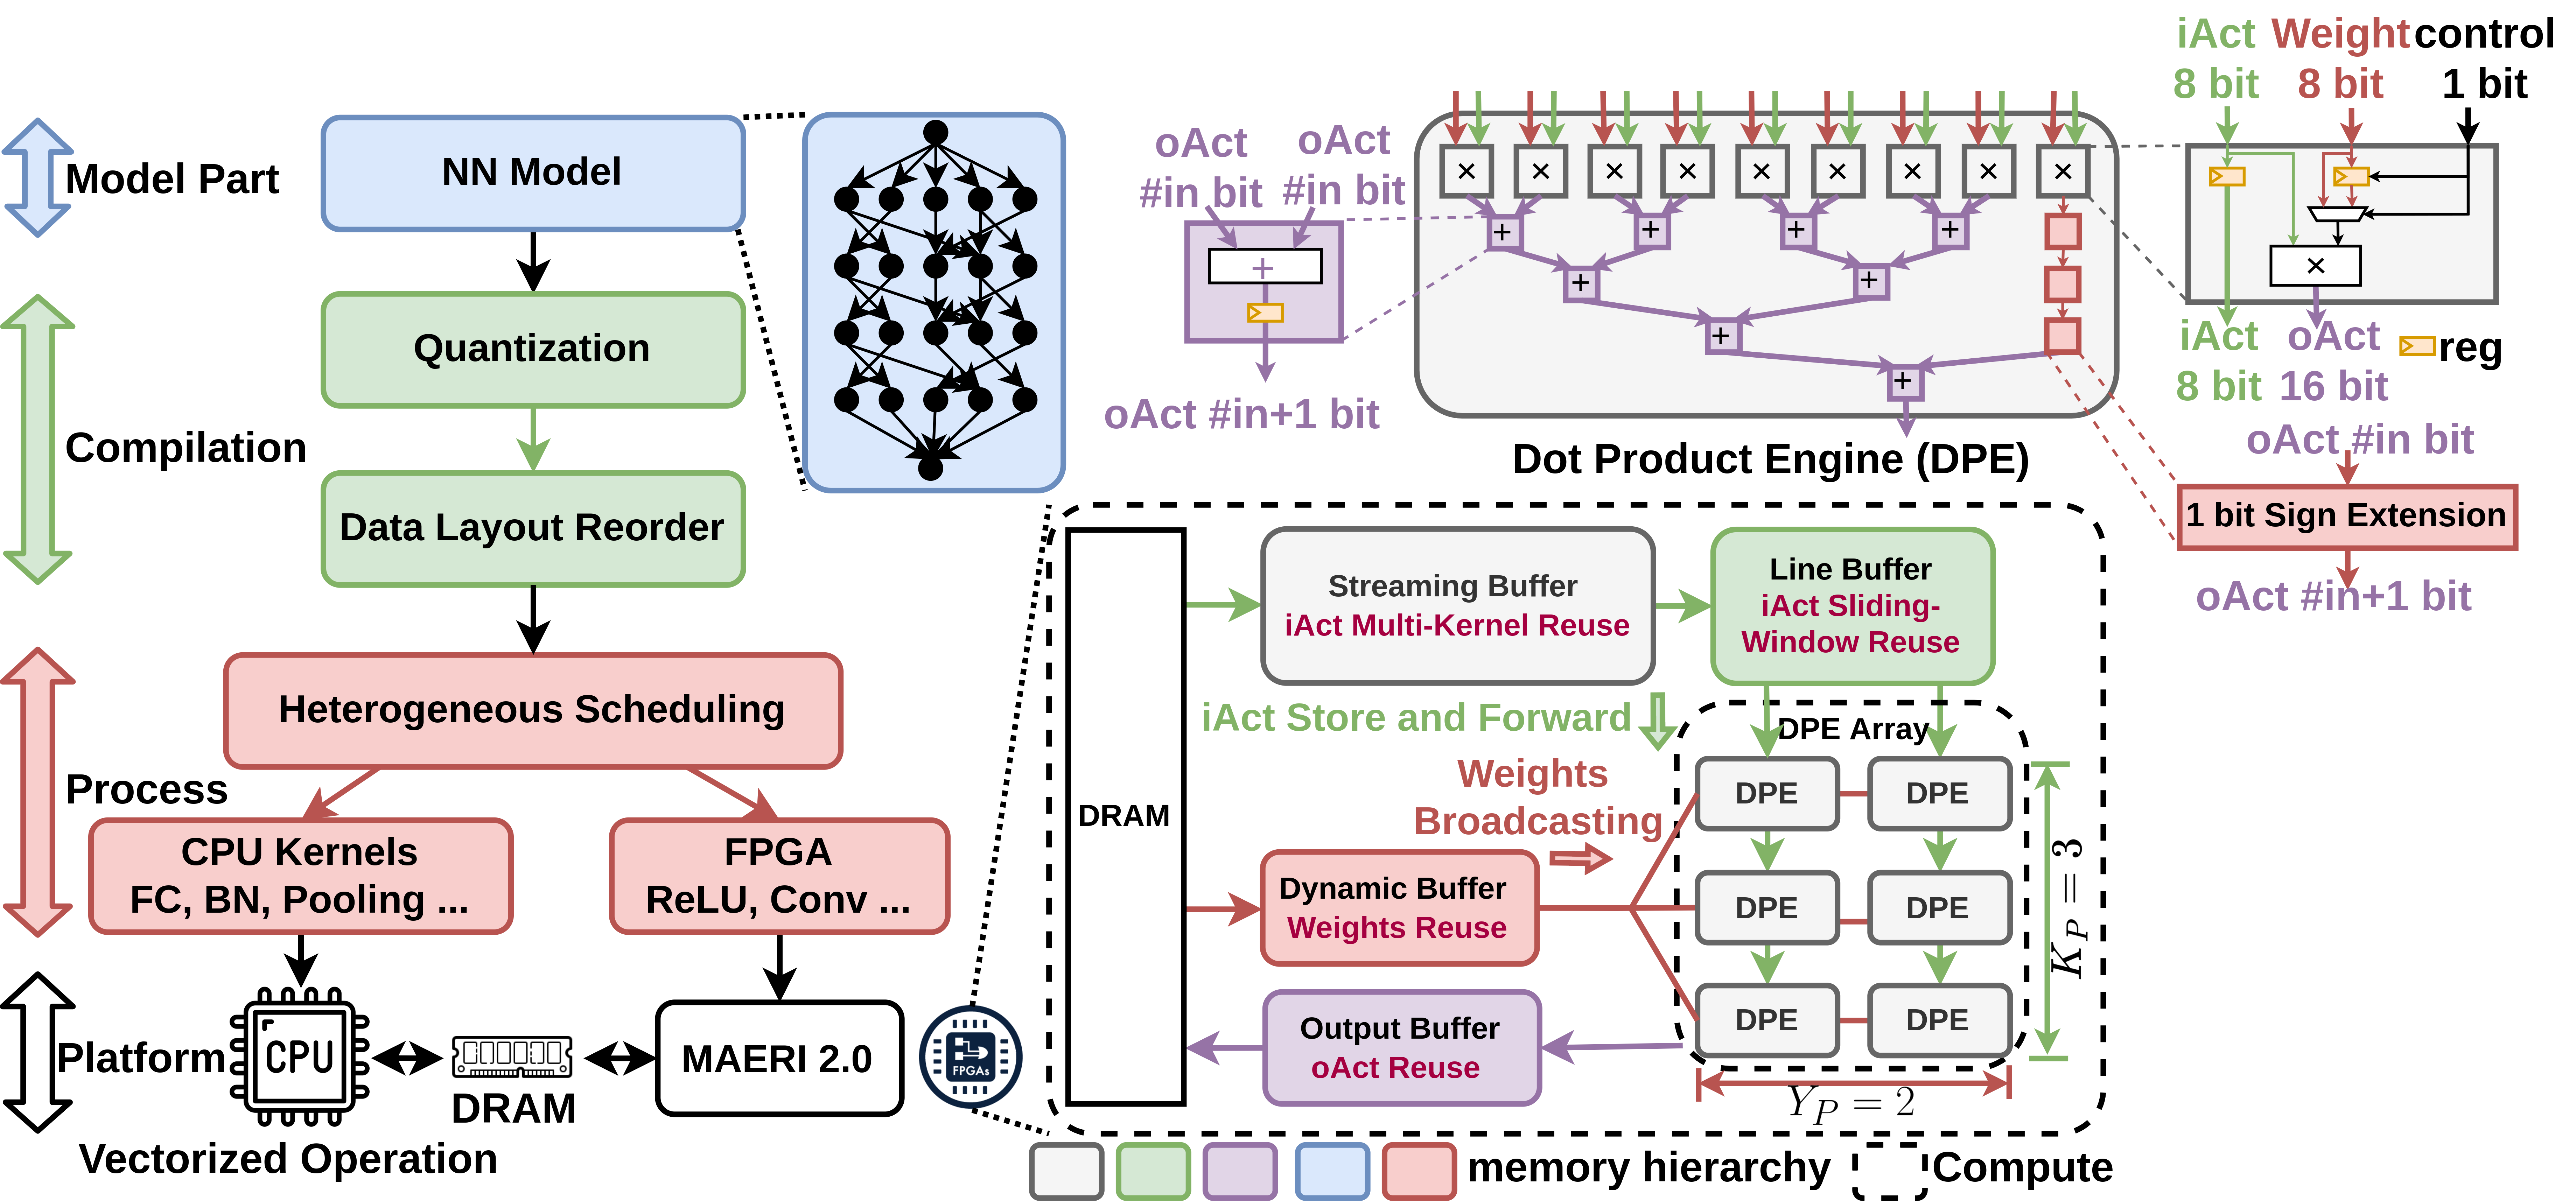 Model Part
NN Model
Compilation
Quantization
Data Layout Reorder
Process
Heterogeneous Scheduling
CPU Kernels
FC, BN, Pooling ...
FPGA
ReLU, Conv ...
Platform
CPU
DRAM
MAERI 2.0
FPGAs
Vectorized Operation
oAct
#in bit
oAct
#in bit
+
oAct #in+1 bit
× × × × × × × × ×
+ + + +
+ +
+
+
Dot Product Engine (DPE)
iAct
8 bit
Weight
8 bit
control
1 bit
×
iAct
8 bit
oAct
16 bit
reg
oAct #in bit
1 bit Sign Extension
oAct #in+1 bit
DRAM
Streaming Buffer
iAct Multi-Kernel Reuse
Line Buffer
iAct Sliding-
Window Reuse
iAct Store and Forward
Weights
Broadcasting
Dynamic Buffer
Weights Reuse
Output Buffer
oAct Reuse
DPE Array
DPE DPE
DPE DPE
DPE DPE
K_P = 3
Y_P = 2
memory hierarchy
Compute